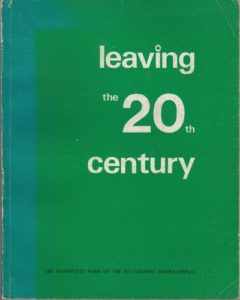 leaving
the
20th
century
THE INCOMPLETE WORK OF THE SITUATIONIST INTERNATIONAL